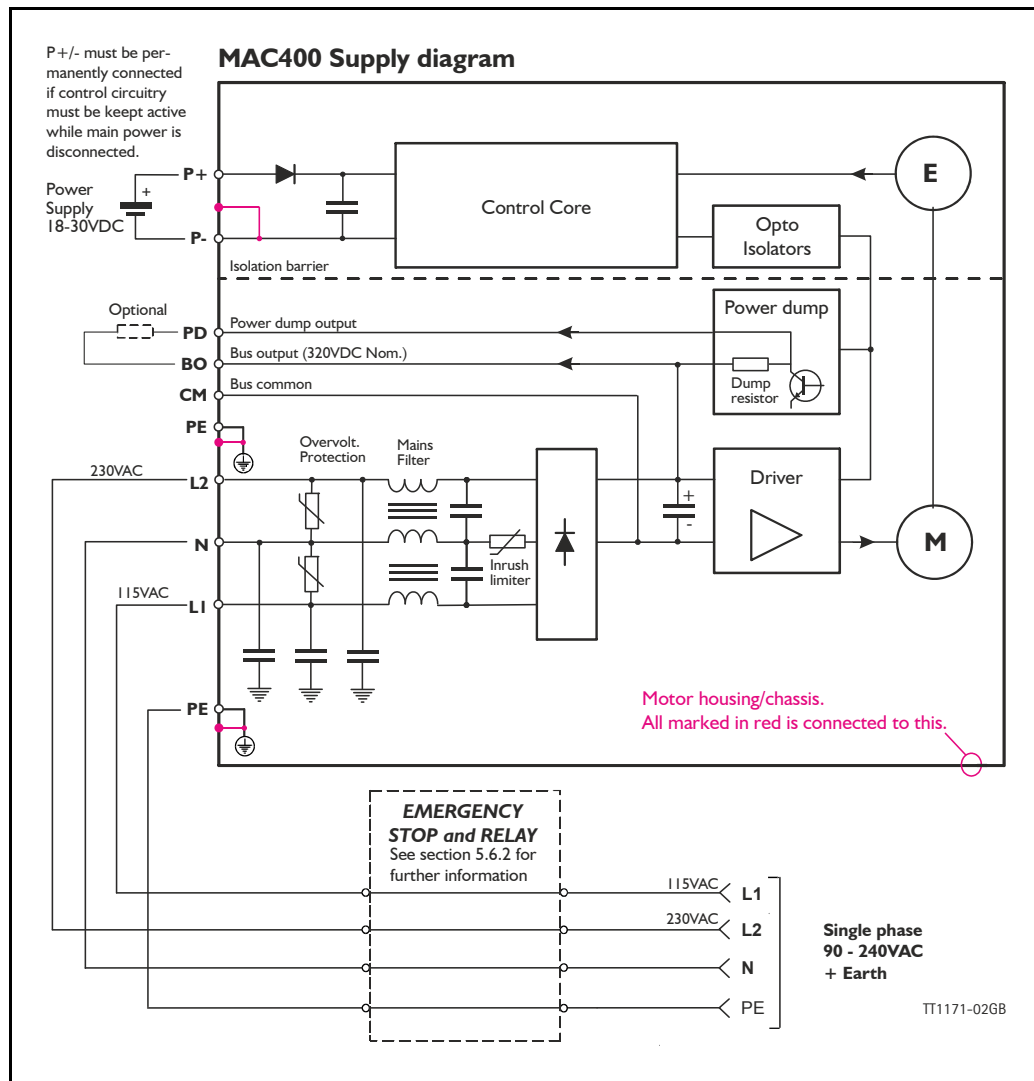 P+/- must be per-
manently connected
if control circuitry
must be keept active
while main power is
disconnected.
MAC400 Supply diagram
P+
Power
Supply
18-30VDC
+
P-
Control Core
E
Opto
Isolators
Isolation barrier
Optional
PD
Power dump output
Power dump
BO
Bus output (320VDC Nom.)
Dump
resistor
CM
Bus common
PE
Overvolt.
Protection
Mains
Filter
230VAC
L2
Driver
+
-
N
Inrush
limiter
M
115VAC
L1
PE
Motor housing/chassis.
All marked in red is connected to this.
EMERGENCY
STOP and RELAY
See section 5.6.2 for
further information
115VAC
L1
230VAC
L2
N
PE
Single phase
90 - 240VAC
+ Earth
TT1171-02GB